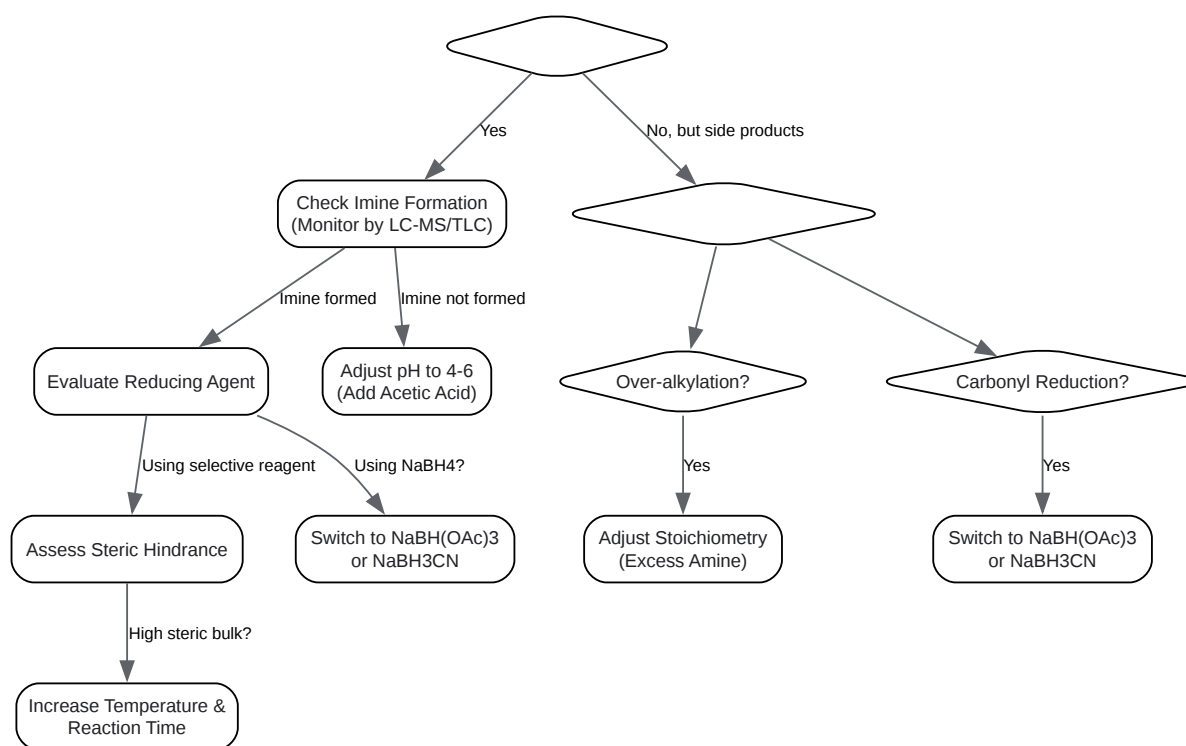 Yes
No, but side products
Check Imine Formation
(Monitor by LC-MS/TLC)
Imine formed
Imine not formed
Evaluate Reducing Agent
Adjust pH to 4-6
(Add Acetic Acid)
Over-alkylation?
Carbonyl Reduction?
Using selective reagent
Using NaBH4?
Yes
Yes
Assess Steric Hindrance
Switch to NaBH(OAc)3
or NaBH3CN
Adjust Stoichiometry
(Excess Amine)
Switch to NaBH(OAc)3
or NaBH3CN
High steric bulk?
Increase Temperature &
Reaction Time